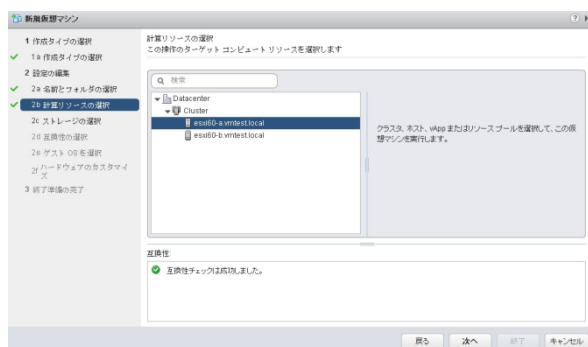 新規仮想マシン
1 作成タイプの選択
1a 作成タイプの選択
2 設定の編集
2a 名前とフォルダの選択
2b 計算リソースの選択
2c ストレージの選択
2d 互換性の選択
2e ゲスト OS を選択
2f ハードウェアのカスタマイズ
3 終了準備の完了
計算リソースの選択
この操作のターゲット コンピュート リソースを選択します
検索
Datacenter
Cluster
esxi60-a.vmtest.local
esxi60-b.vmtest.local
クラスタ、ホスト、vApp またはリソース プールを選択して、この仮
想マシンを実行します。
互換性:
互換性チェックは成功しました。
戻る 次へ 終了 キャンセル